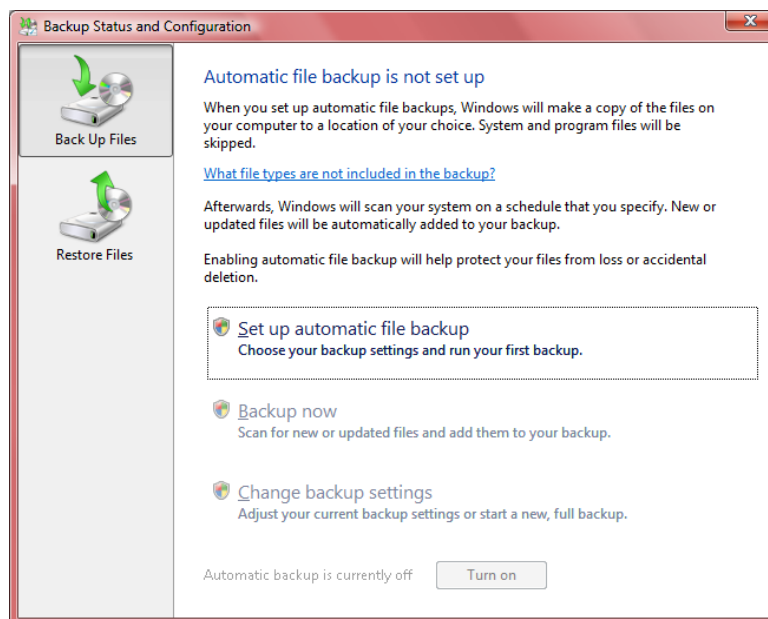 Backup Status and Configuration
Back Up Files
Restore Files
Automatic file backup is not set up
When you set up automatic file backups, Windows will make a copy of the files on
your computer to a location of your choice. System and program files will be
skipped.
What file types are not included in the backup?
Afterwards, Windows will scan your system on a schedule that you specify. New or
updated files will be automatically added to your backup.
Enabling automatic file backup will help protect your files from loss or accidental
deletion.
Set up automatic file backup
Choose your backup settings and run your first backup.
Backup now
Scan for new or updated files and add them to your backup.
Change backup settings
Adjust your current backup settings or start a new, full backup.
Automatic backup is currently off
Turn on